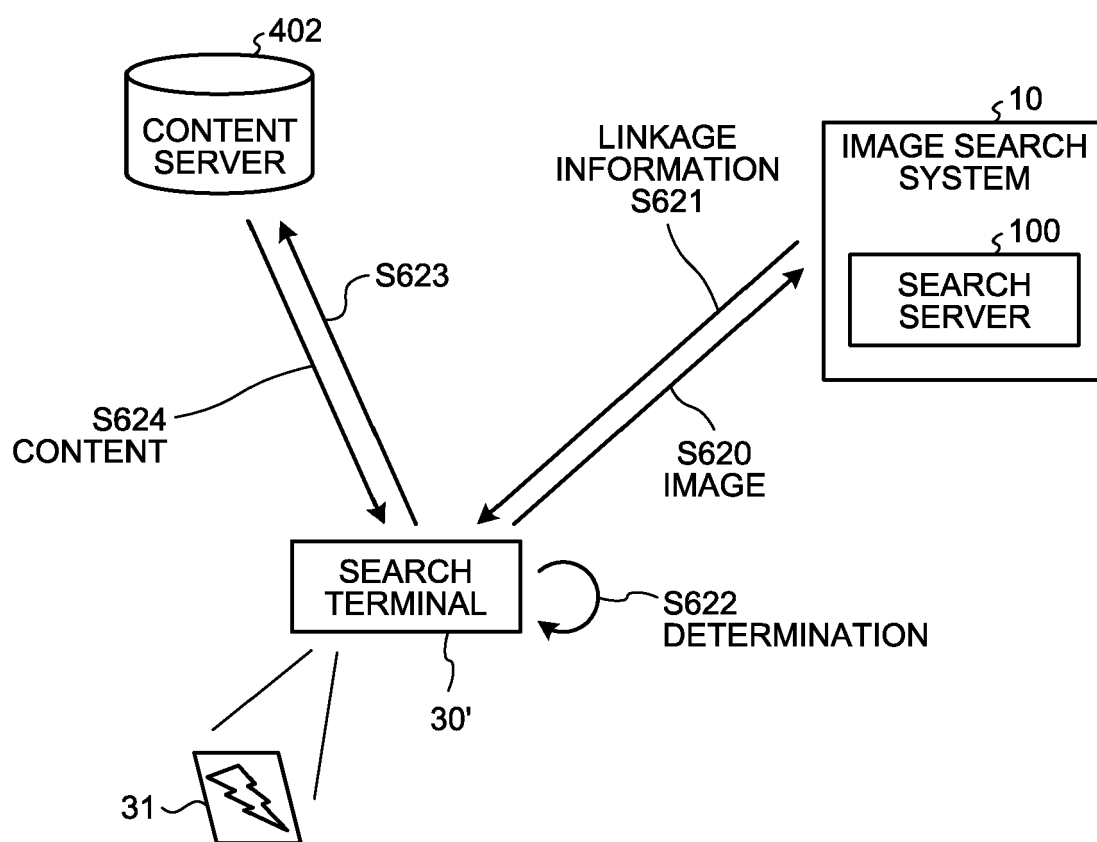 402
CONTENT
SERVER
10
IMAGE SEARCH
SYSTEM
100
SEARCH
SERVER
LINKAGE
INFORMATION
S621
S623
S624
CONTENT
S620
IMAGE
SEARCH
TERMINAL
S622
DETERMINATION
30'
31